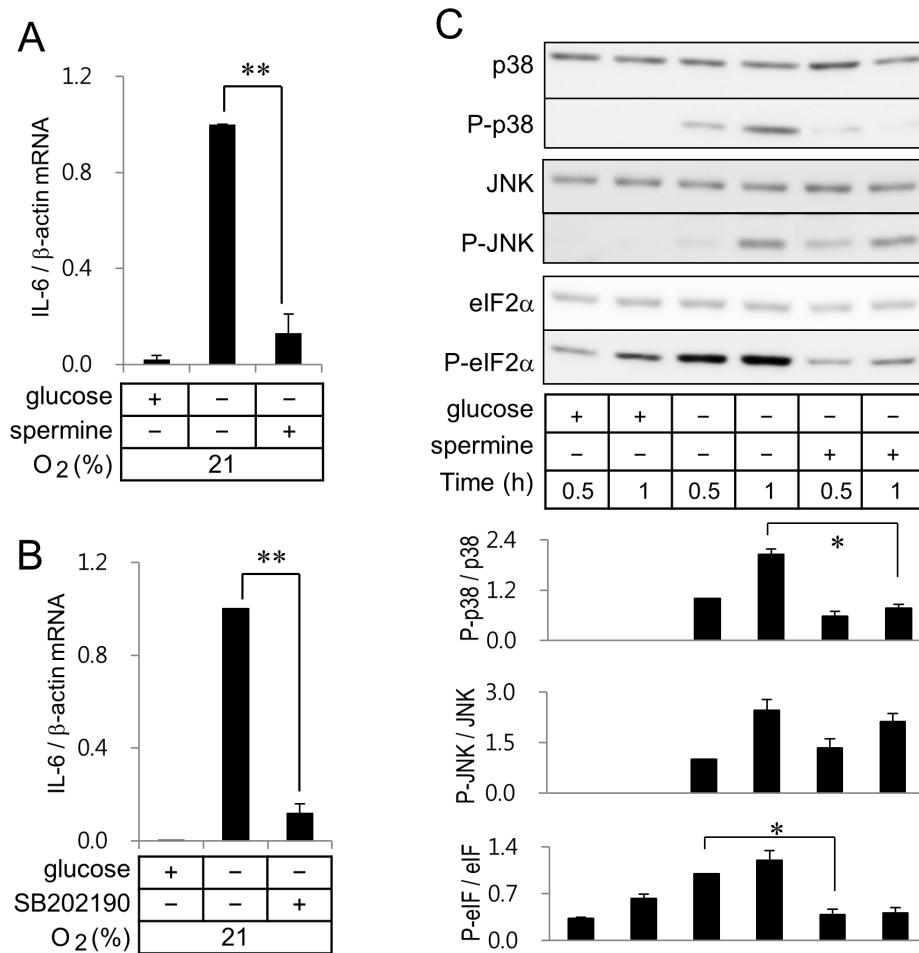 A
1.2
0.8
0.4
0.0
IL-6 / β-actin mRNA
**
glucose + – –
spermine – – +
O2 (%) 21
B
1.2
0.8
0.4
0.0
IL-6 / β-actin mRNA
**
glucose + – –
SB202190 – – +
O2 (%) 21
C
p38
P-p38
JNK
P-JNK
eIF2α
P-eIF2α
glucose + + – – – –
spermine – – – – + +
Time (h) 0.5 1 0.5 1 0.5 1
P-p38 / p38
2.4
1.2
0.0
*
P-JNK / JNK
3.0
1.5
0.0
P-eIF / eIF
1.4
0.7
0.0
*